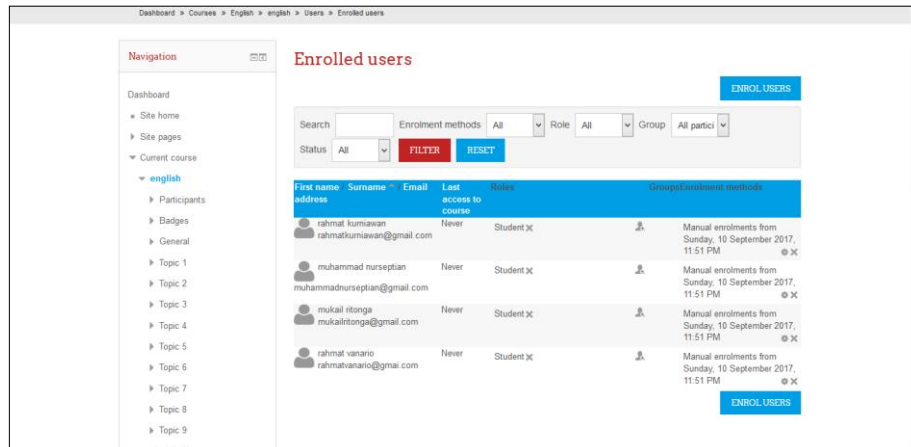 Dashboard » Courses » English » english » Users » Enrolled users
Navigation
Dashboard
Site home
Site pages
Current course
english
Participants
Badges
General
Topic 1
Topic 2
Topic 3
Topic 4
Topic 5
Topic 6
Topic 7
Topic 8
Topic 9
Enrolled users
ENROL USERS
Search Enrolment methods All Role All Group All partici
Status All FILTER RESET
First name / Surname / Email address Last access to course Roles Groups Enrolment methods
rahmat kurniawan Never Student Manual enrolments from
rahmatkurniawan@gmail.com Sunday, 10 September 2017,
11:51 PM
muhammad nurseptian Never Student Manual enrolments from
muhammadnurseptian@gmail.com Sunday, 10 September 2017,
11:51 PM
mukail ritonga Never Student Manual enrolments from
mukailritonga@gmail.com Sunday, 10 September 2017,
11:51 PM
rahmat vanario Never Student Manual enrolments from
rahmatvanario@gmai.com Sunday, 10 September 2017,
11:51 PM
ENROL USERS